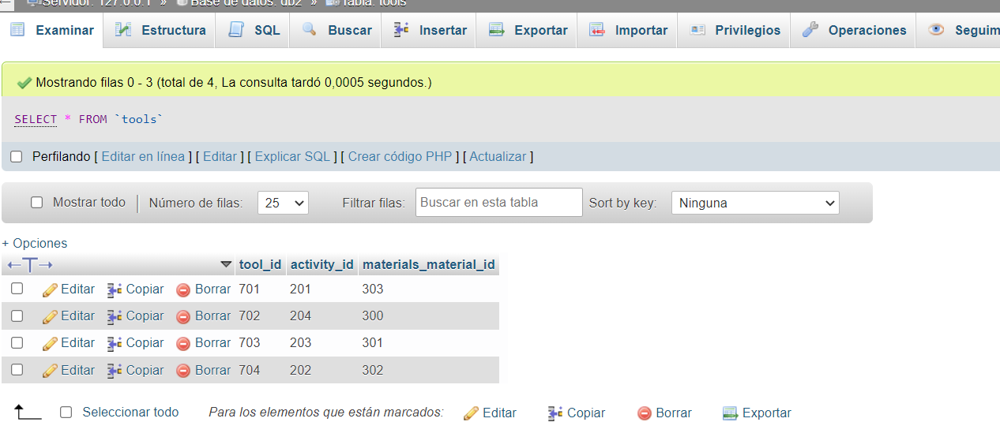 Servidor: 127.0.0.1 » Base de datos: db2 » Tabla: tools
Examinar Estructura SQL Buscar Insertar Exportar Importar Privilegios Operaciones Seguim
Mostrando filas 0 - 3 (total de 4, La consulta tardó 0,0005 segundos.)
SELECT * FROM `tools`
Perfilando [ Editar en línea ] [ Editar ] [ Explicar SQL ] [ Crear código PHP ] [ Actualizar ]
Mostrar todo Número de filas: 25 Filtrar filas: Buscar en esta tabla Sort by key: Ninguna
+ Opciones
←T→ tool_id activity_id materials_material_id
Editar Copiar Borrar 701 201 303
Editar Copiar Borrar 702 204 300
Editar Copiar Borrar 703 203 301
Editar Copiar Borrar 704 202 302
Seleccionar todo Para los elementos que están marcados: Editar Copiar Borrar Exportar